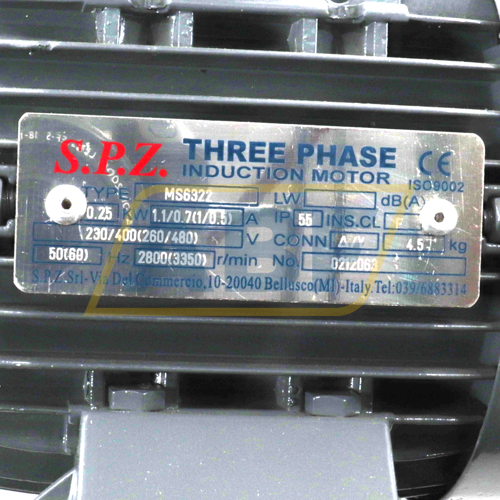 S.P.Z. THREE PHASE
INDUCTION MOTOR
ISO9002
TYPE MS6322 LW dB(A)
0.25 KW 1.1/0.7(1/0.5) A IP 55 INS.CL F
230/400(260/480) V CONN 4.5 kg
50(60) Hz 2800(3350) r/min No.
S.P.Z.Srl-Via Del Commercio,10-20040 Bellusco(MI)-Italy.Tel:039/6883314